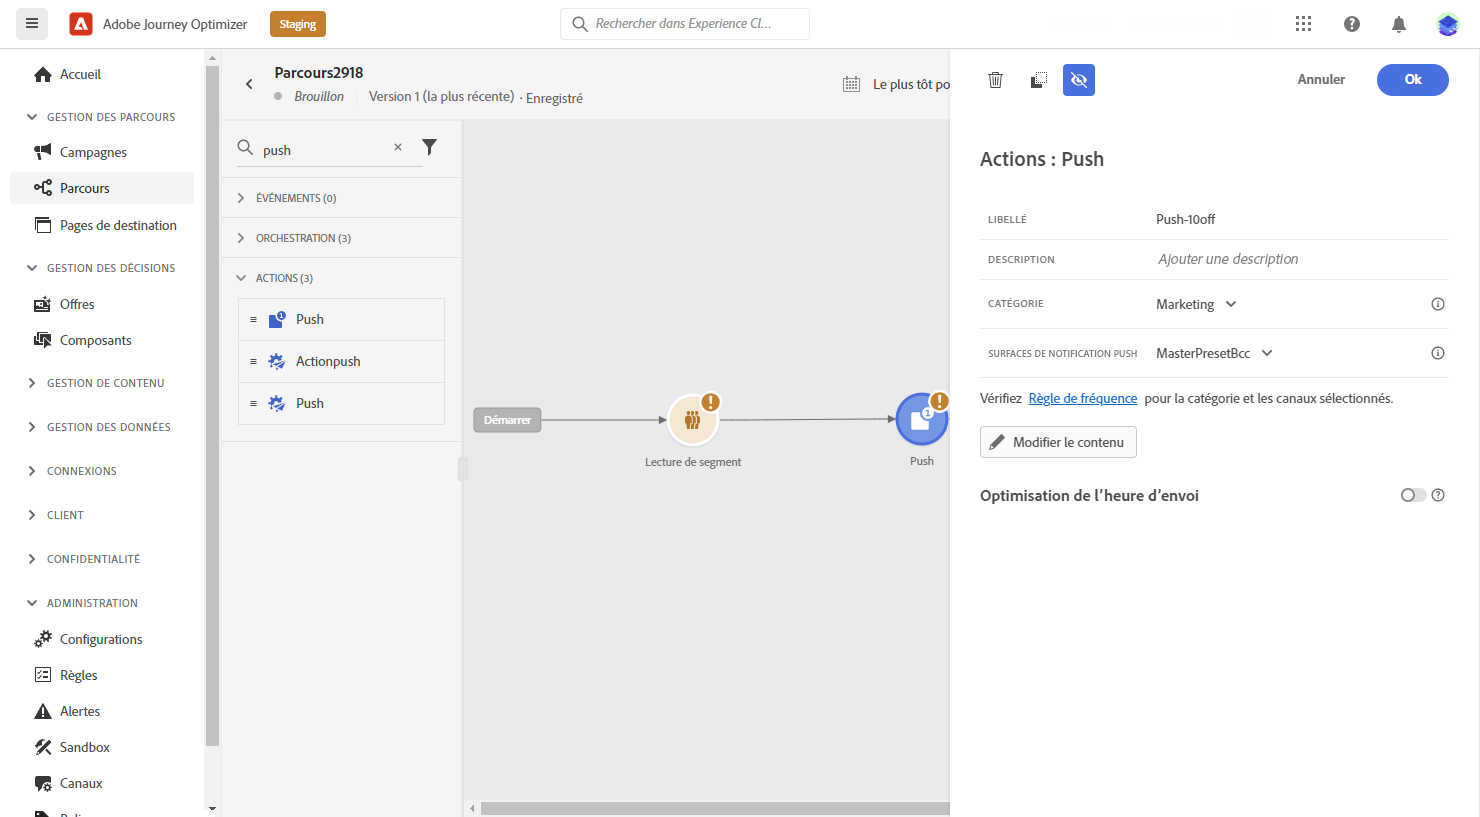 Adobe Journey Optimizer
Staging
Rechercher dans Experience Cl...
Accueil
GESTION DES PARCOURS
Campagnes
Parcours
Pages de destination
GESTION DES DÉCISIONS
Offres
Composants
GESTION DE CONTENU
GESTION DES DONNÉES
CONNEXIONS
CLIENT
CONFIDENTIALITÉ
ADMINISTRATION
Configurations
Règles
Alertes
Sandbox
Canaux
Parcours2918
Brouillon
Version 1 (la plus récente) · Enregistré
Le plus tôt po
push
ÉVÉNEMENTS (0)
ORCHESTRATION (3)
ACTIONS (3)
Push
Actionpush
Push
Démarrer
Lecture de segment
Push
Annuler
Ok
Actions : Push
LIBELLÉ
Push-10off
DESCRIPTION
Ajouter une description
CATÉGORIE
Marketing
SURFACES DE NOTIFICATION PUSH
MasterPresetBcc
Vérifiez Règle de fréquence pour la catégorie et les canaux sélectionnés.
Modifier le contenu
Optimisation de l’heure d’envoi